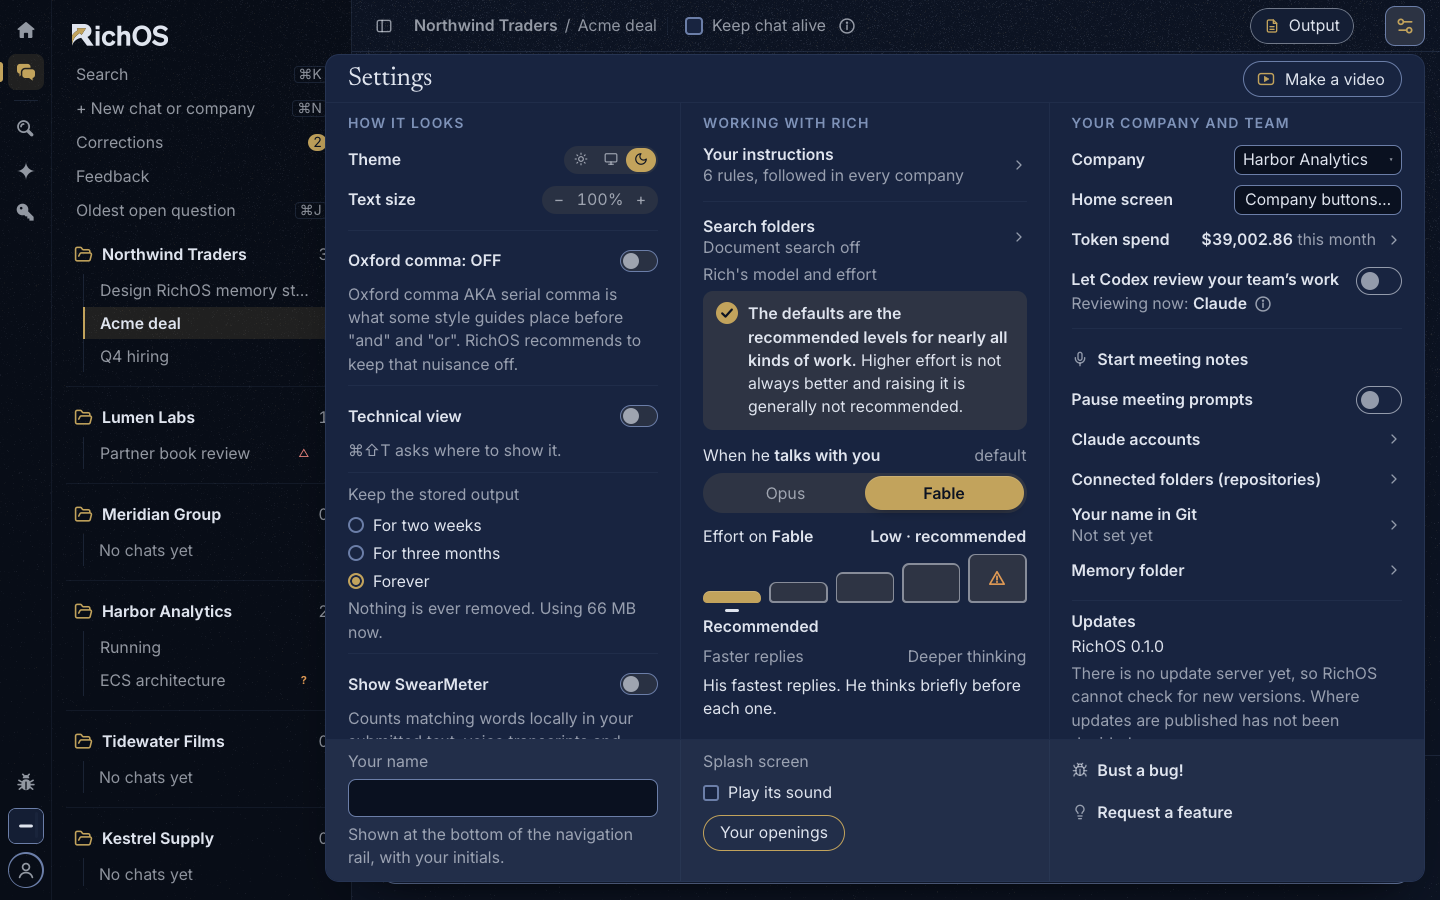 RichOS
Search ⌘K
+ New chat or company ⌘N
Corrections 2
Feedback
Oldest open question ⌘J
Northwind Traders 3
Design RichOS memory st...
Acme deal
Q4 hiring
Lumen Labs 1
Partner book review
Meridian Group 0
No chats yet
Harbor Analytics 2
Running
ECS architecture ?
Tidewater Films 0
No chats yet
Kestrel Supply 0
No chats yet
Northwind Traders / Acme deal
Keep chat alive
Output
Settings
Make a video
HOW IT LOOKS
Theme
Text size − 100% +
Oxford comma: OFF
Oxford comma AKA serial comma is
what some style guides place before
"and" and "or". RichOS recommends to
keep that nuisance off.
Technical view
⌘⇧T asks where to show it.
Keep the stored output
For two weeks
For three months
Forever
Nothing is ever removed. Using 66 MB
now.
Show SwearMeter
Counts matching words locally in your
Your name
Shown at the bottom of the navigation
rail, with your initials.
WORKING WITH RICH
Your instructions
6 rules, followed in every company
Search folders
Document search off
Rich's model and effort
The defaults are the
recommended levels for nearly all
kinds of work. Higher effort is not
always better and raising it is
generally not recommended.
When he talks with you default
Opus Fable
Effort on Fable Low · recommended
Recommended
Faster replies Deeper thinking
His fastest replies. He thinks briefly before
each one.
Splash screen
Play its sound
Your openings
YOUR COMPANY AND TEAM
Company Harbor Analytics
Home screen Company buttons...
Token spend $39,002.86 this month
Let Codex review your team’s work
Reviewing now: Claude
Start meeting notes
Pause meeting prompts
Claude accounts
Connected folders (repositories)
Your name in Git
Not set yet
Memory folder
Updates
RichOS 0.1.0
There is no update server yet, so RichOS
cannot check for new versions. Where
updates are published has not been
Bust a bug!
Request a feature